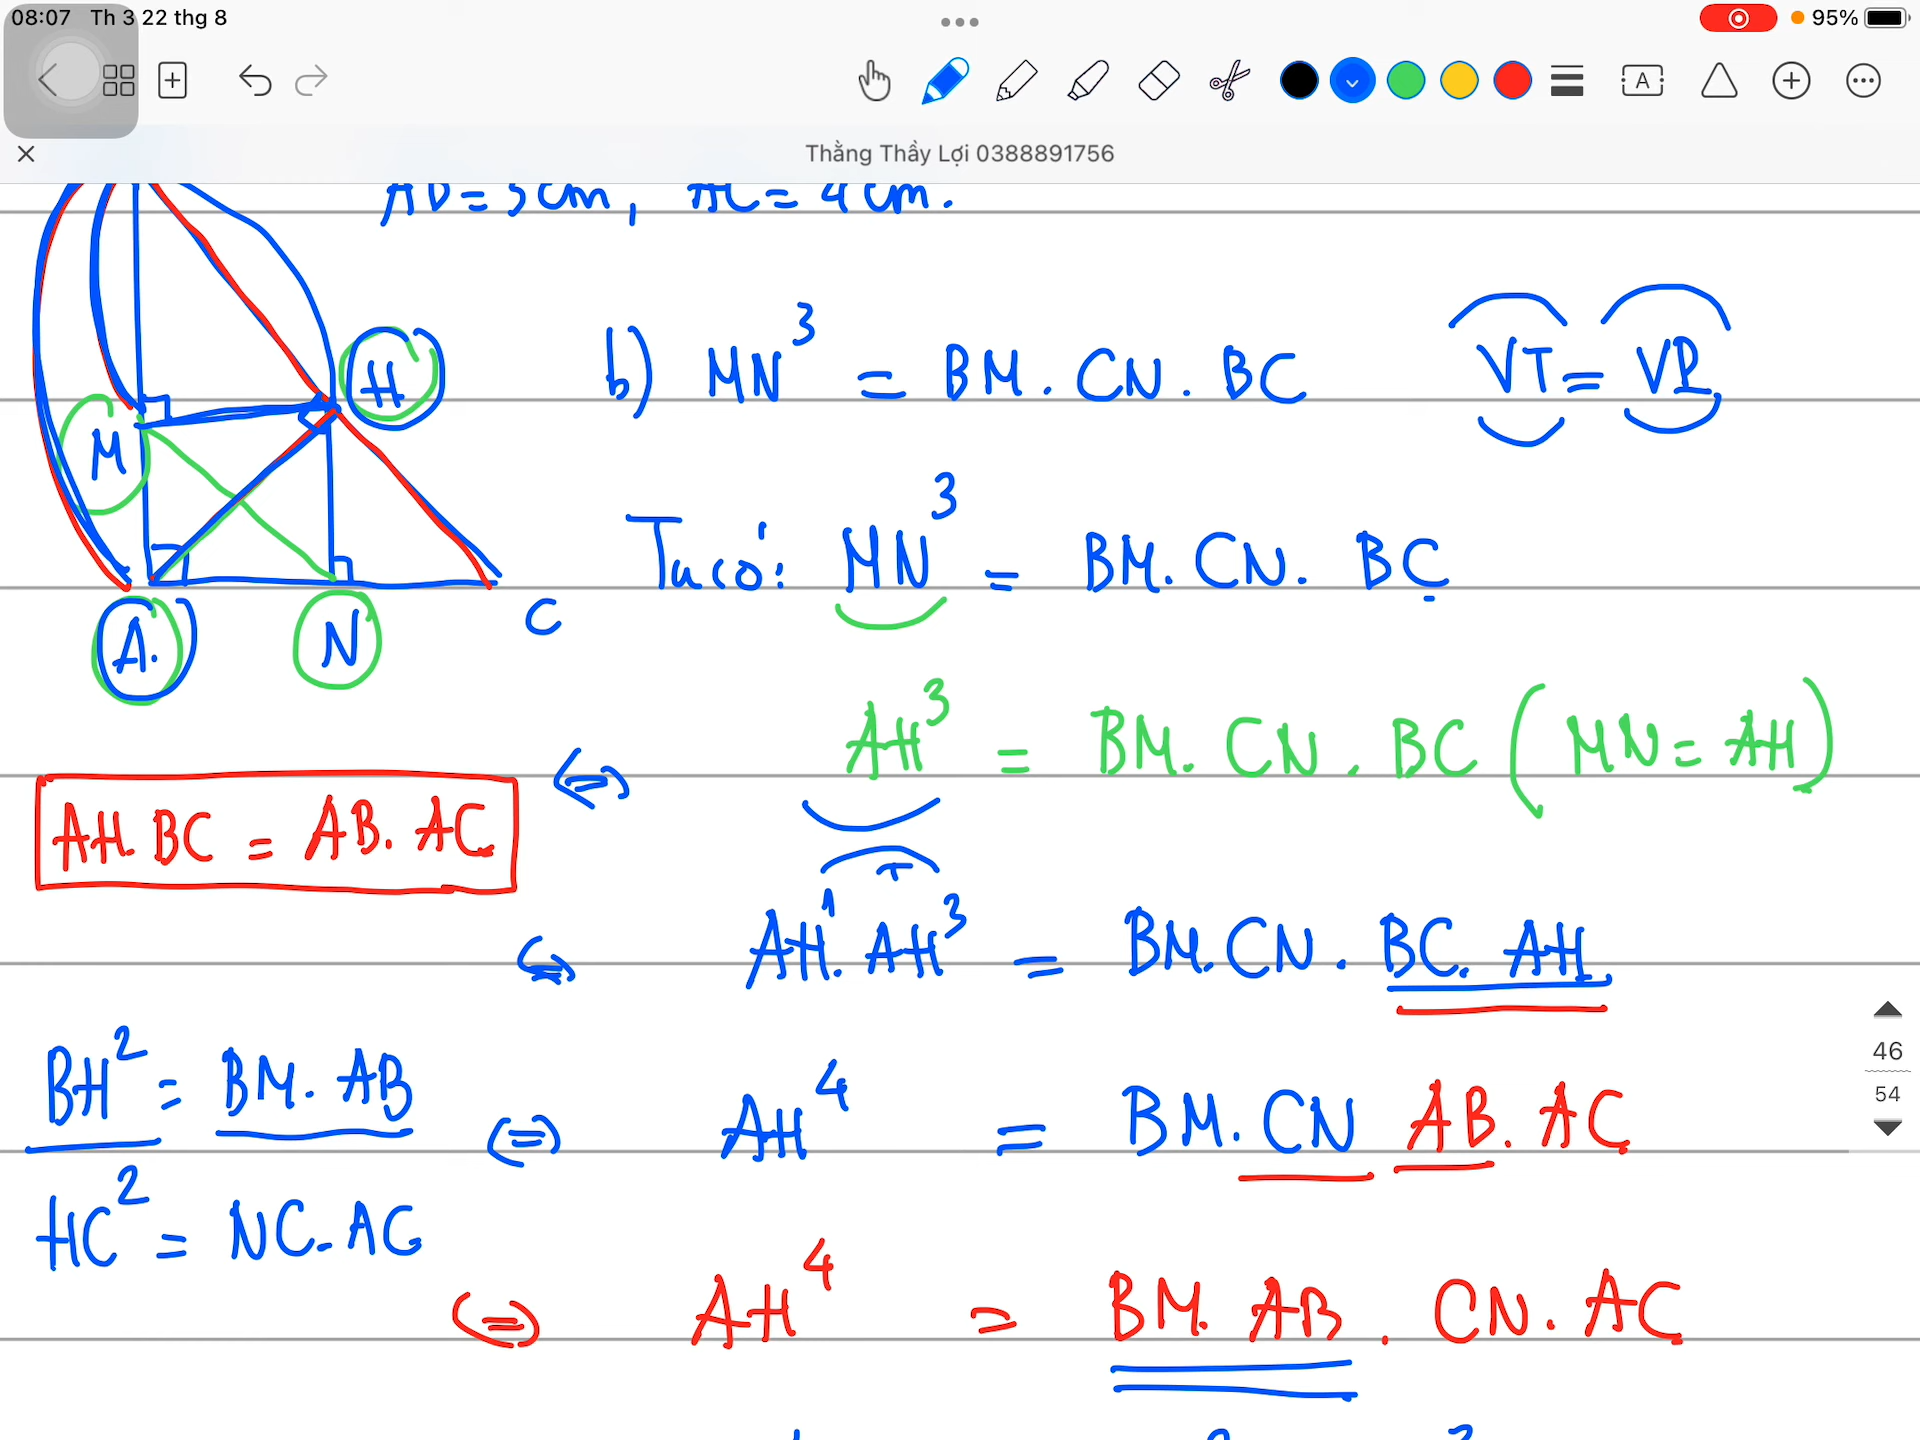 08:07 Th 3 22 thg 8
95%
A
Thằng Thầy Lợi 0388891756
AB = 3cm, AC = 4cm.
b) MN³ = BM. CN. BC
VT = VP
H
M
Ta có: MN³ = BM. CN. BC
A.
N
C
⇔ AH³ = BM. CN. BC (MN = AH)
AH. BC = AB. AC
⇔ AH¹. AH³ = BM. CN. BC. AH
BH² = BM. AB
⇔ AH⁴ = BM. CN AB. AC
HC² = NC. AC
⇔ AH⁴ = BM. AB. CN. AC
46
54